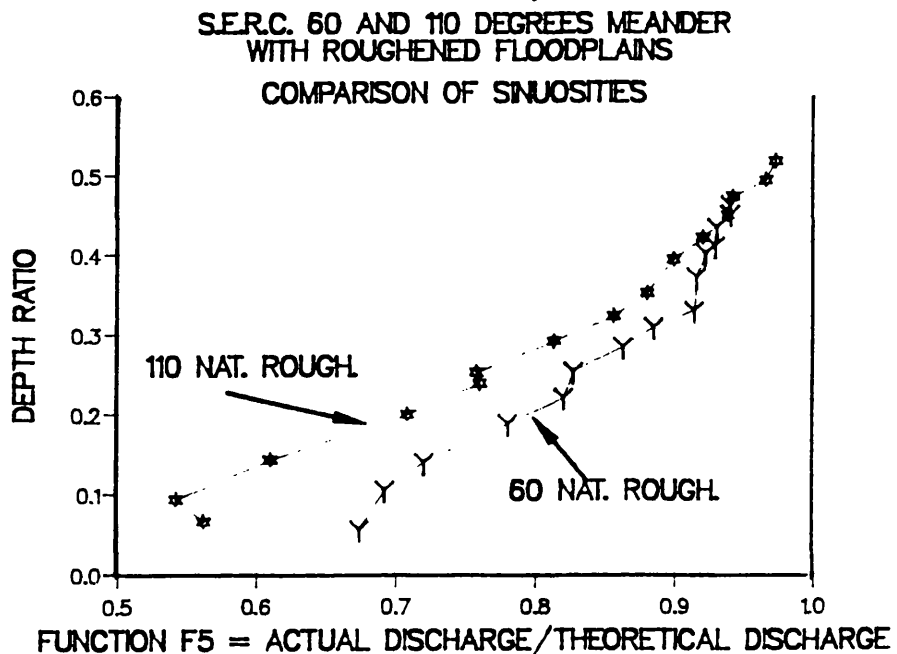 S.E.R.C. 60 AND 110 DEGREES MEANDER
WITH ROUGHENED FLOODPLAINS
COMPARISON OF SINUOSITIES
0.6
0.5
0.4
0.3
0.2
0.1
0.0
DEPTH RATIO
110 NAT. ROUGH.
60 NAT. ROUGH.
0.5 0.6 0.7 0.8 0.9 1.0
FUNCTION F5 = ACTUAL DISCHARGE/THEORETICAL DISCHARGE